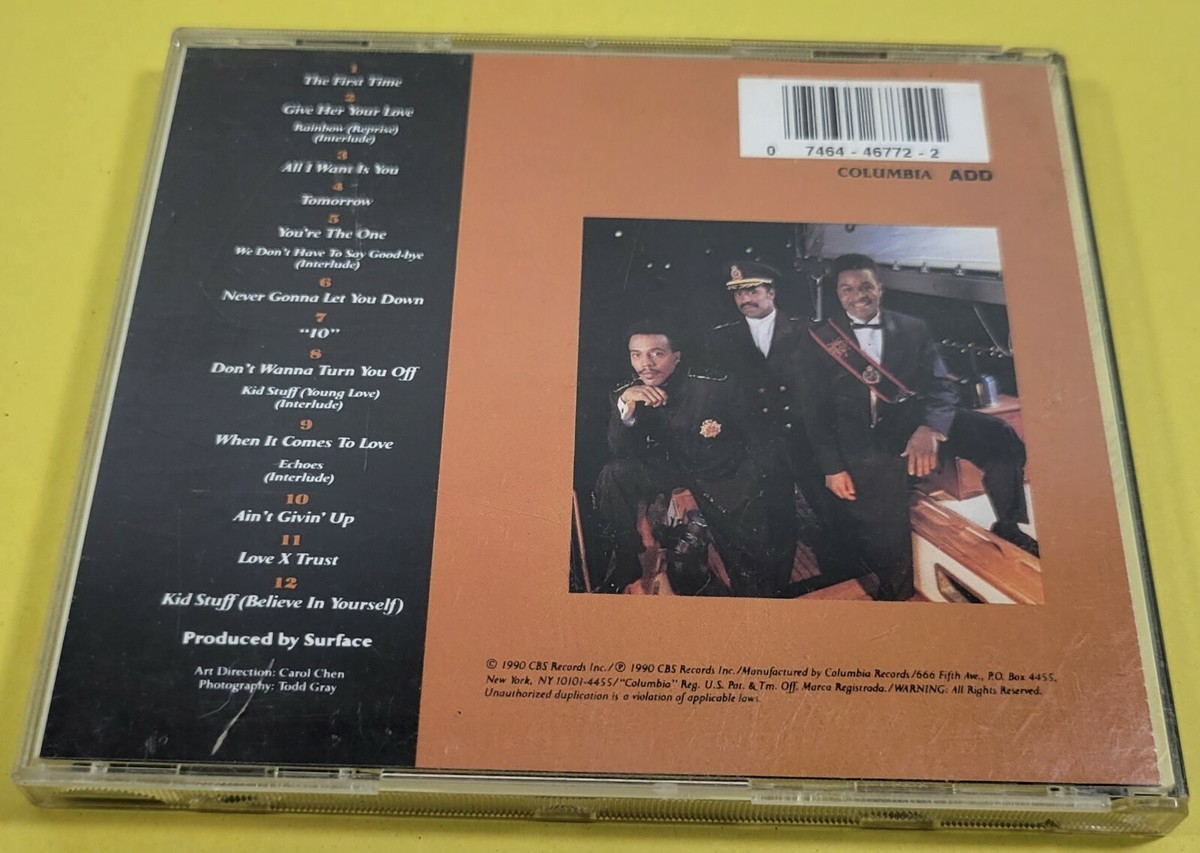 1
The First Time
2
Give Her Your Love
Rainbow (Reprise)
(Interlude)
3
All I Want Is You
4
Tomorrow
5
You're The One
We Don't Have To Say Good-bye
(Interlude)
6
Never Gonna Let You Down
7
“10”
8
Don't Wanna Turn You Off
Kid Stuff (Young Love)
(Interlude)
9
When It Comes To Love
Echoes
(Interlude)
10
Ain't Givin' Up
11
Love X Trust
12
Kid Stuff (Believe In Yourself)
Produced by Surface
Art Direction: Carol Chen
Photography: Todd Gray
0 7464-46772-2
COLUMBIA ADD
© 1990 CBS Records Inc./℗ 1990 CBS Records Inc./Manufactured by Columbia Records/666 Fifth Ave., P.O. Box 4455,
New York, NY 10101-4455/“Columbia” Reg. U.S. Pat. & Tm. Off. Marca Registrada./WARNING: All Rights Reserved.
Unauthorized duplication is a violation of applicable laws.